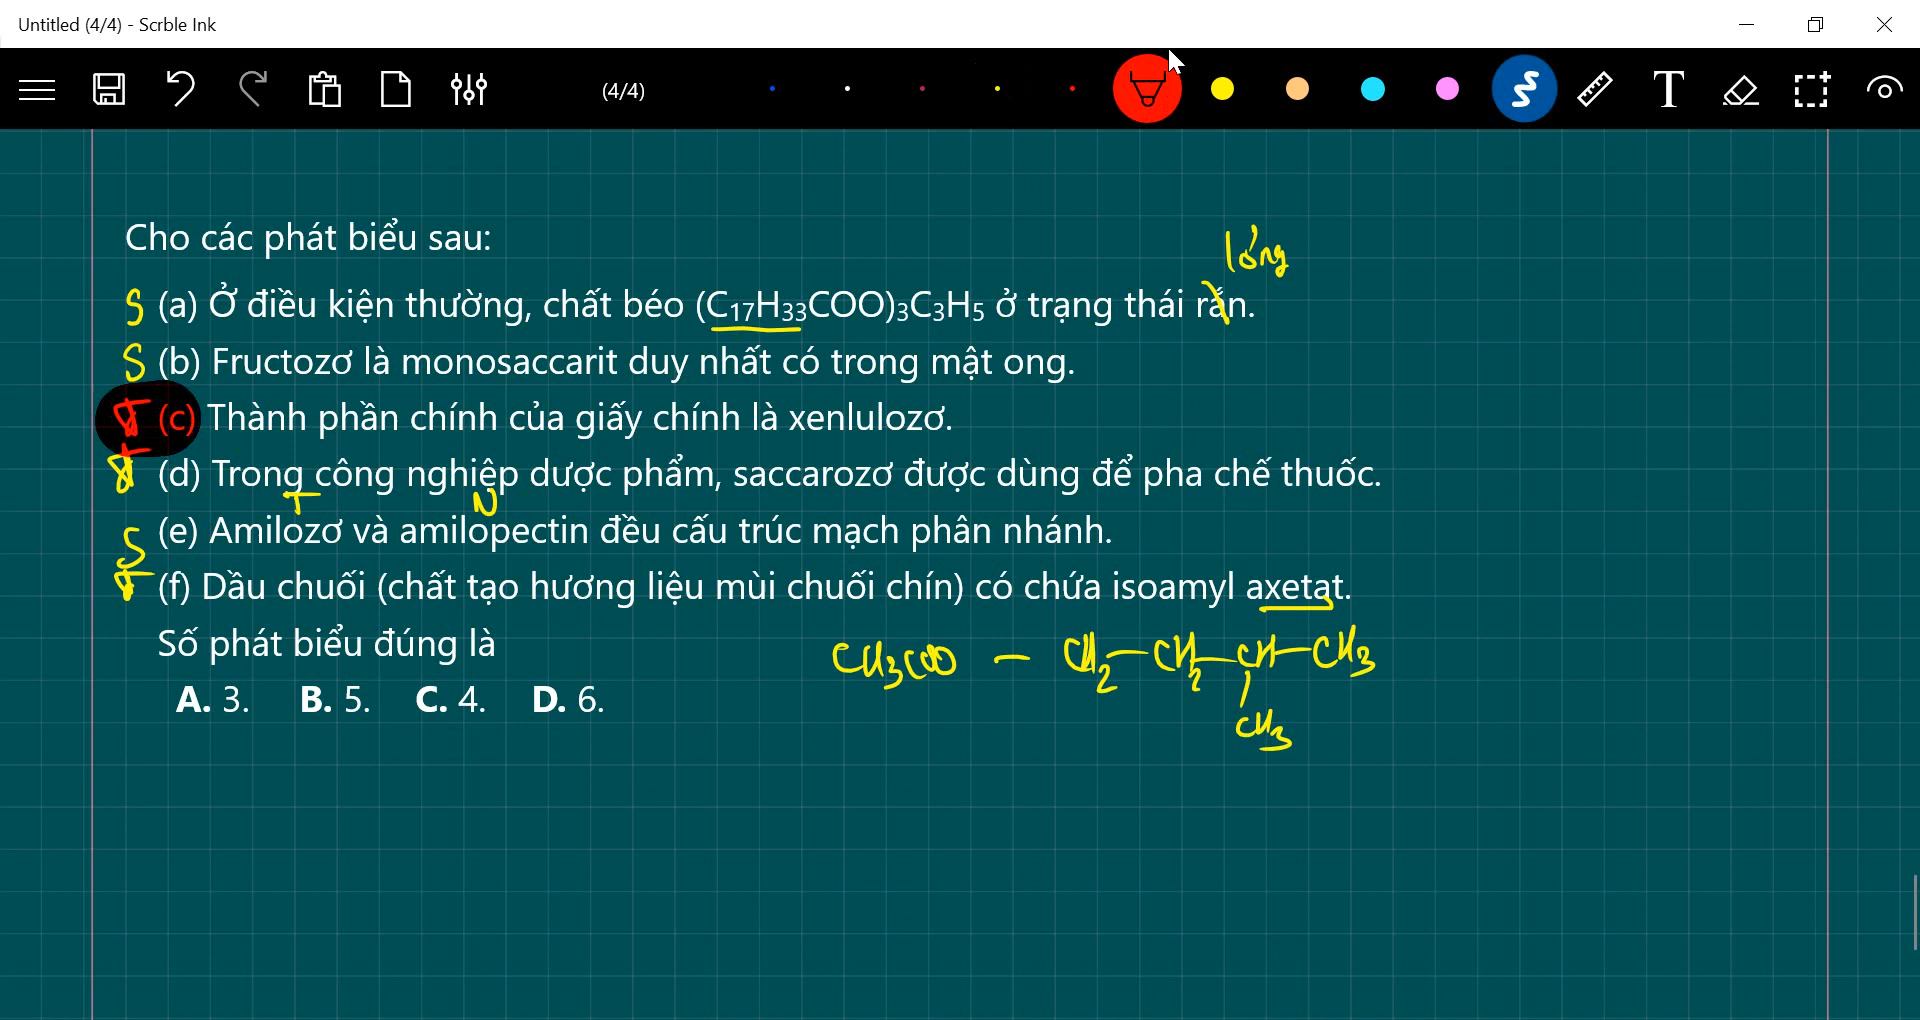 Untitled (4/4) - Scrble Ink
(4/4)
T
Cho các phát biểu sau:
lỏng
S (a) Ở điều kiện thường, chất béo (C₁₇H₃₃COO)₃C₃H₅ ở trạng thái rắn.
S (b) Fructozơ là monosaccarit duy nhất có trong mật ong.
(c) Thành phần chính của giấy chính là xenlulozơ.
(d) Trong công nghiệp dược phẩm, saccarozơ được dùng để pha chế thuốc.
T N
S (e) Amilozơ và amilopectin đều cấu trúc mạch phân nhánh.
(f) Dầu chuối (chất tạo hương liệu mùi chuối chín) có chứa isoamyl axetat.
Số phát biểu đúng là
CH₃COO – CH₂–CH₂–CH–CH₃
A. 3. B. 5. C. 4. D. 6.
CH₃